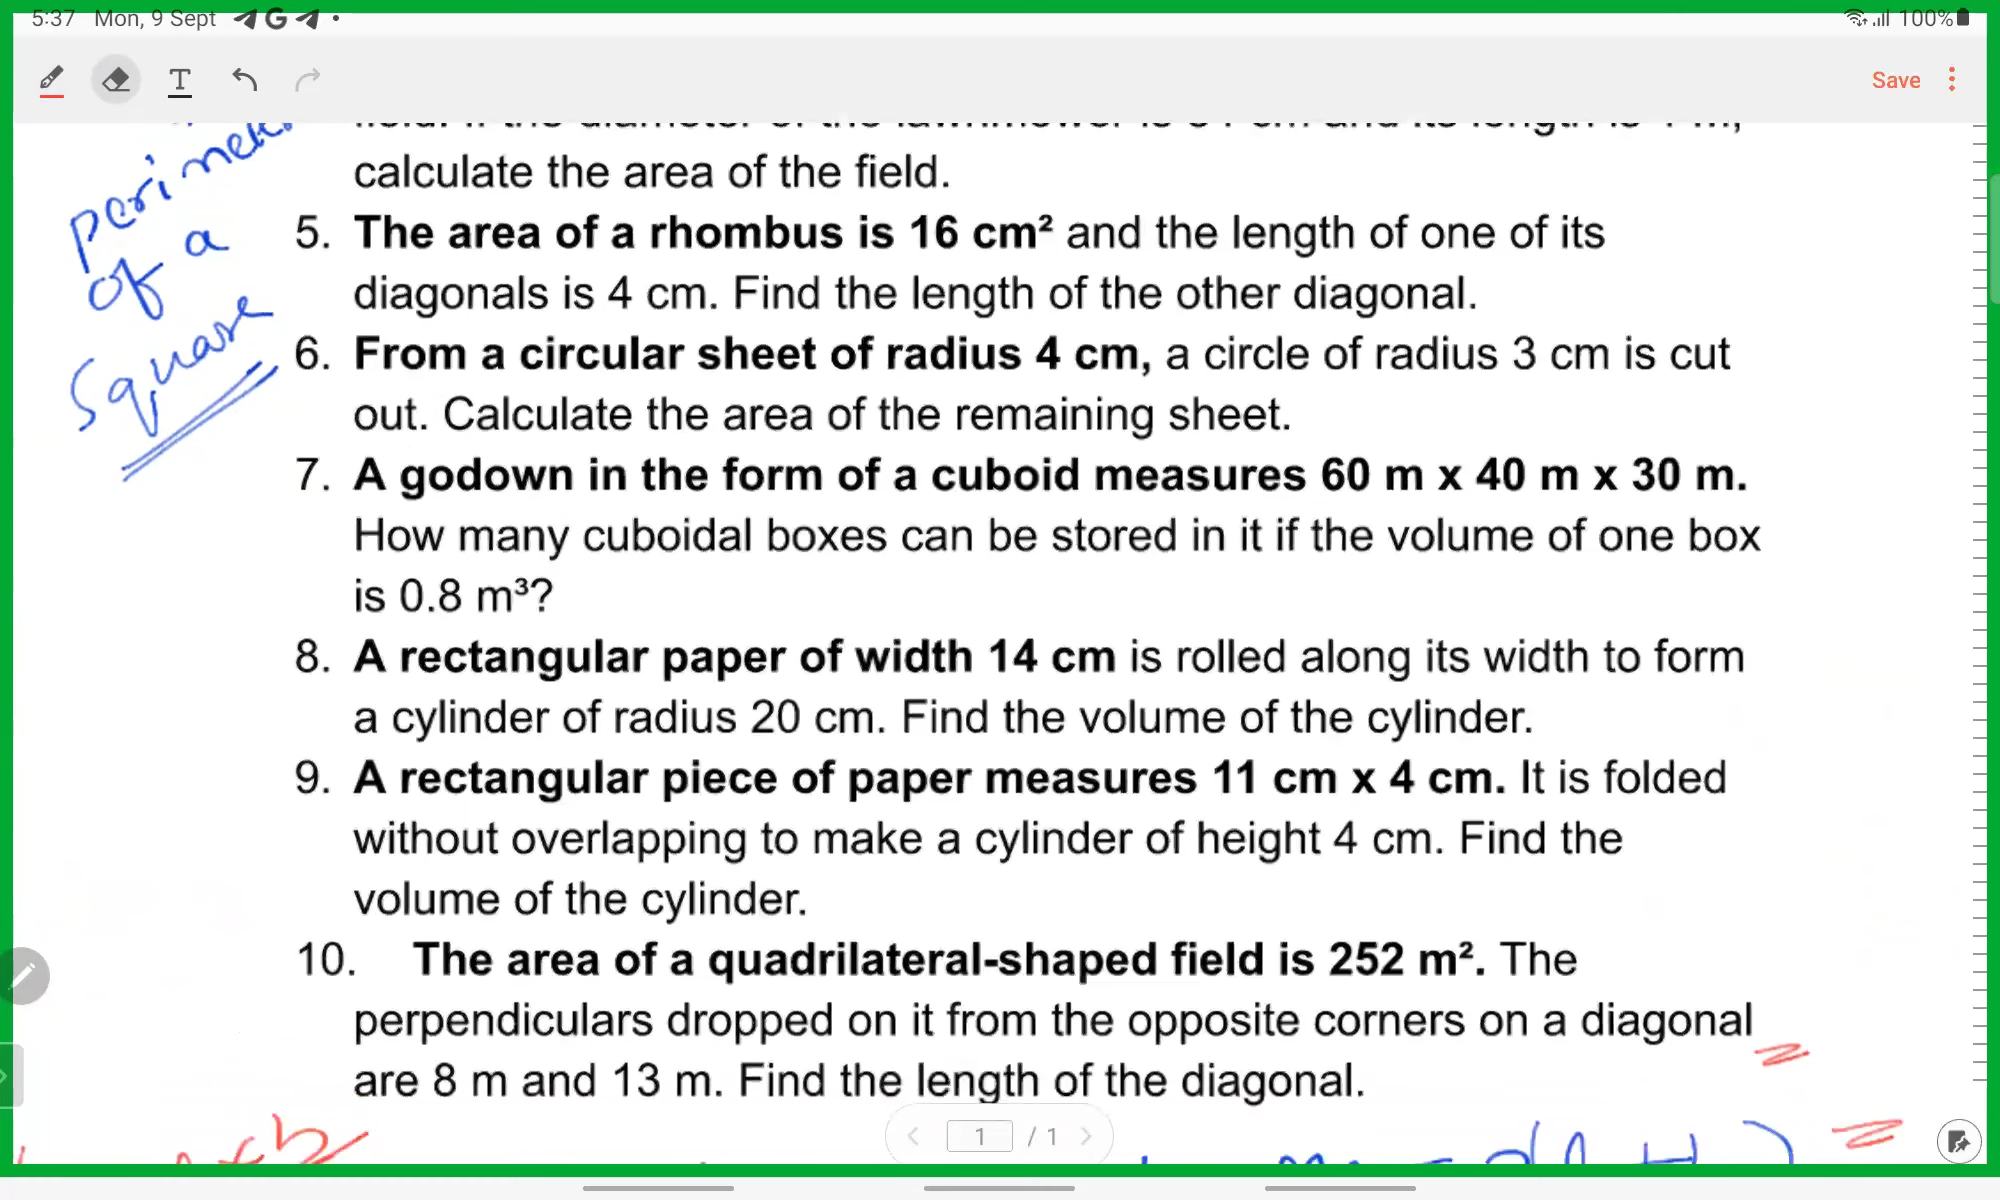 5:37 Mon, 9 Sept
100%
T
Save
perimete
of a
Square
calculate the area of the field.
5. The area of a rhombus is 16 cm² and the length of one of its
diagonals is 4 cm. Find the length of the other diagonal.
6. From a circular sheet of radius 4 cm, a circle of radius 3 cm is cut
out. Calculate the area of the remaining sheet.
7. A godown in the form of a cuboid measures 60 m x 40 m x 30 m.
How many cuboidal boxes can be stored in it if the volume of one box
is 0.8 m³?
8. A rectangular paper of width 14 cm is rolled along its width to form
a cylinder of radius 20 cm. Find the volume of the cylinder.
9. A rectangular piece of paper measures 11 cm x 4 cm. It is folded
without overlapping to make a cylinder of height 4 cm. Find the
volume of the cylinder.
10. The area of a quadrilateral-shaped field is 252 m². The
perpendiculars dropped on it from the opposite corners on a diagonal
are 8 m and 13 m. Find the length of the diagonal.
1 / 1